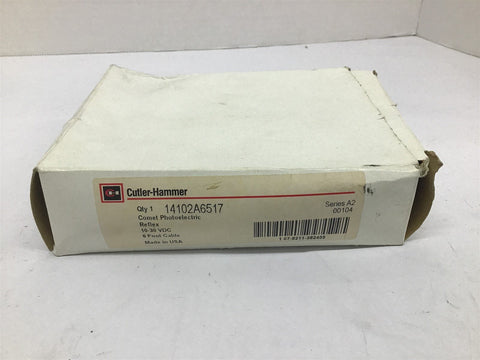 Cutler-Hammer
Qty 1 14102A6517
Series A2
00104
Comet Photoelectric
Reflex
10-30 VDC
6 Foot Cable
Made in USA